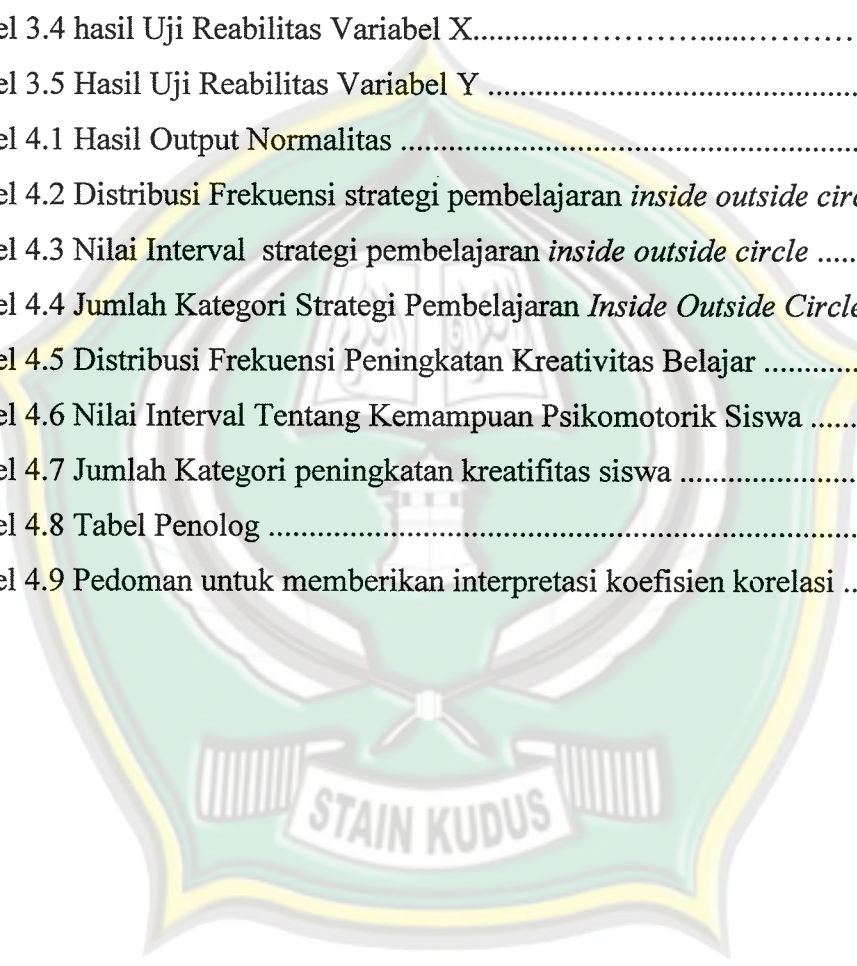 el 3.4 hasil Uji Reabilitas Variabel X............…………......………
el 3.5 Hasil Uji Reabilitas Variabel Y ......................................................
el 4.1 Hasil Output Normalitas ..................................................................
el 4.2 Distribusi Frekuensi strategi pembelajaran inside outside circ
el 4.3 Nilai Interval  strategi pembelajaran inside outside circle ......
el 4.4 Jumlah Kategori Strategi Pembelajaran Inside Outside Circle
el 4.5 Distribusi Frekuensi Peningkatan Kreativitas Belajar .............
el 4.6 Nilai Interval Tentang Kemampuan Psikomotorik Siswa .......
el 4.7 Jumlah Kategori peningkatan kreatifitas siswa .........................
el 4.8 Tabel Penolog ......................................................................................
el 4.9 Pedoman untuk memberikan interpretasi koefisien korelasi ..
STAIN KUDUS